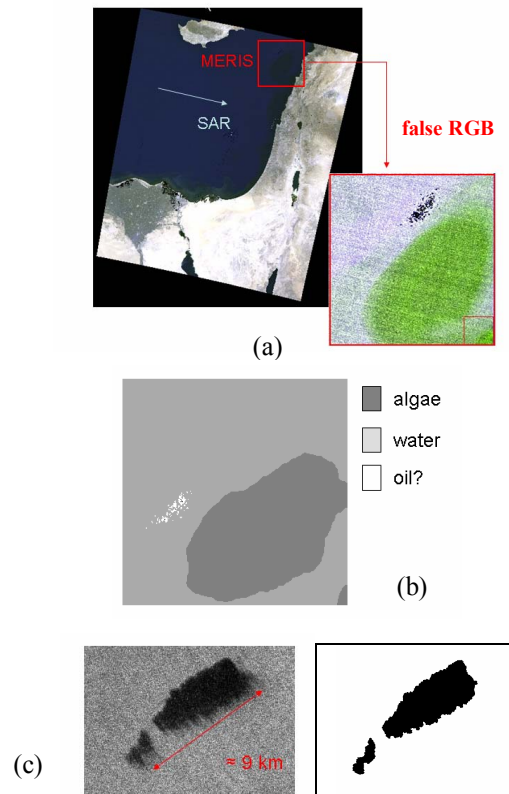 MERIS
SAR
false RGB
(a)
algae
water
oil?
(b)
≈ 9 km
(c)